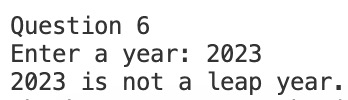 Question 6
Enter a year: 2023
2023 is not a leap year.